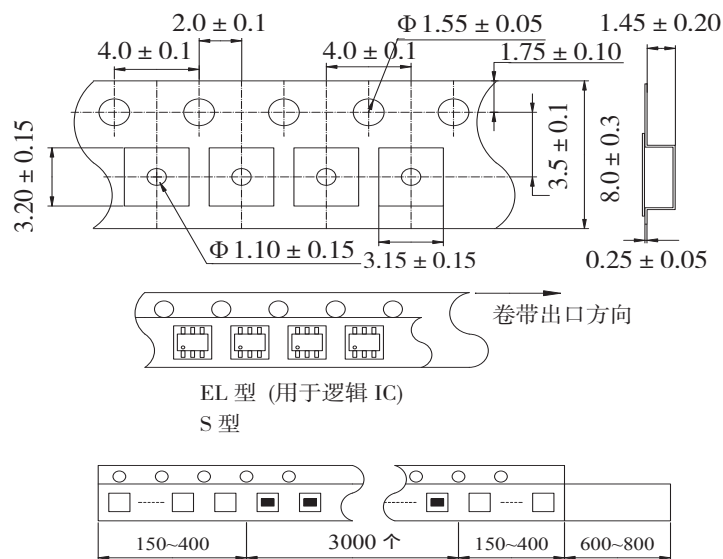 2.0 ± 0.1
Φ 1.55 ± 0.05
1.45 ± 0.20
4.0 ± 0.1
4.0 ± 0.1
1.75 ± 0.10
3.20 ± 0.15
3.5 ± 0.1
8.0 ± 0.3
Φ 1.10 ± 0.15
3.15 ± 0.15
0.25 ± 0.05
卷带出口方向
EL 型 (用于逻辑 IC)
S 型
150~400
3000 个
150~400
600~800